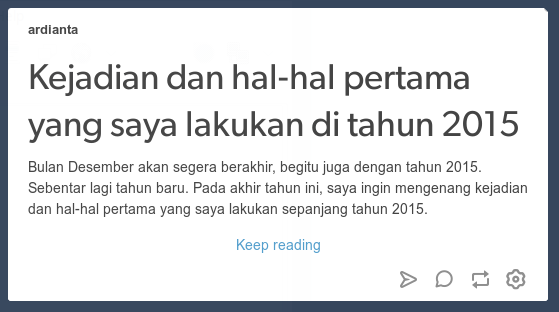 ardianta
Kejadian dan hal-hal pertama
yang saya lakukan di tahun 2015
Bulan Desember akan segera berakhir, begitu juga dengan tahun 2015.
Sebentar lagi tahun baru. Pada akhir tahun ini, saya ingin mengenang kejadian
dan hal-hal pertama yang saya lakukan sepanjang tahun 2015.
Keep reading